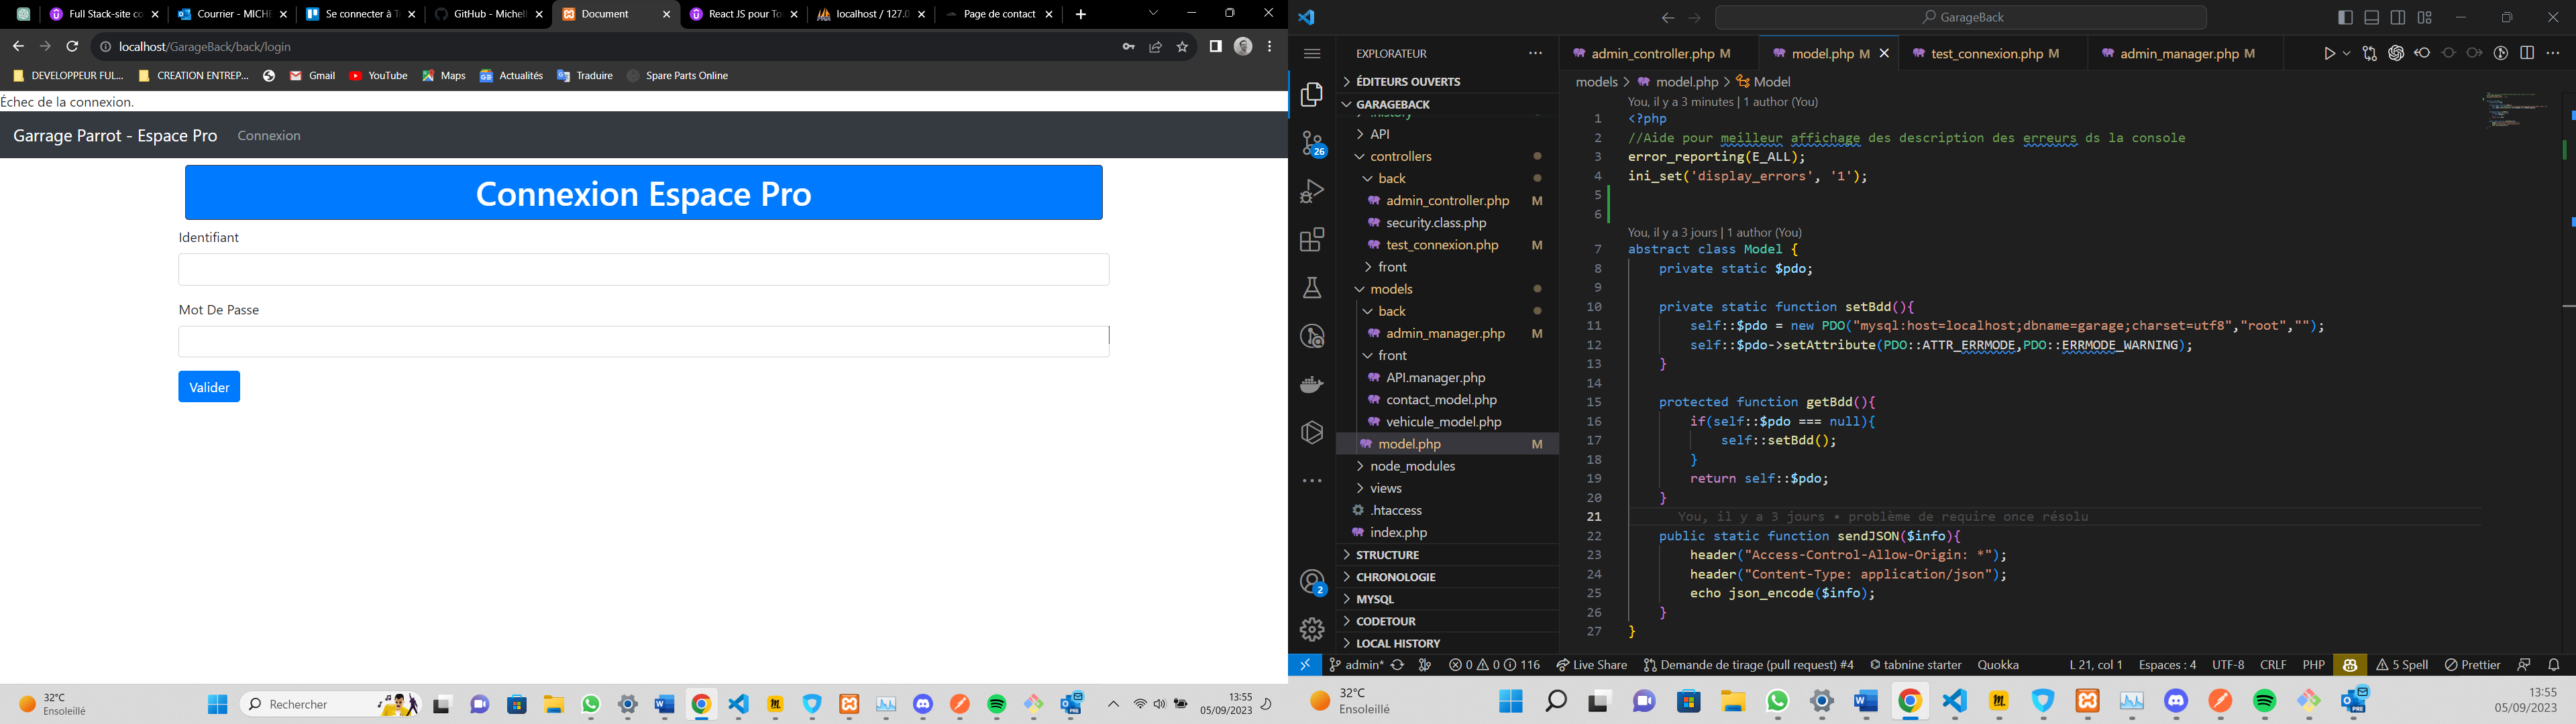 Full Stack-site co
Courrier - MICHE
Se connecter à Tr
GitHub - Michell
Document
React JS pour To
localhost / 127.0
Page de contact
localhost/GarageBack/back/login
DEVELOPPEUR FUL...
CREATION ENTREP...
Gmail
YouTube
Maps
Actualités
Traduire
Spare Parts Online
Échec de la connexion.
Garrage Parrot - Espace Pro
Connexion
Connexion Espace Pro
Identifiant
Mot De Passe
Valider
32°C
Ensoleillé
Rechercher
13:55
05/09/2023
GarageBack
EXPLORATEUR
ÉDITEURS OUVERTS
GARAGEBACK
.history
API
controllers
back
admin_controller.php M
security.class.php
test_connexion.php M
front
models
back
admin_manager.php M
front
API.manager.php
contact_model.php
vehicule_model.php
model.php M
node_modules
views
.htaccess
index.php
STRUCTURE
CHRONOLOGIE
MYSQL
CODETOUR
LOCAL HISTORY
26
2
admin_controller.php M
model.php M
test_connexion.php M
admin_manager.php M
models > model.php > Model
You, il y a 3 minutes | 1 author (You)
1 <?php
2 //Aide pour meilleur affichage des description des erreurs ds la console
3 error_reporting(E_ALL);
4 ini_set('display_errors', '1');
5
6
You, il y a 3 jours | 1 author (You)
7 abstract class Model {
8 private static $pdo;
9
10 private static function setBdd(){
11 self::$pdo = new PDO("mysql:host=localhost;dbname=garage;charset=utf8","root","");
12 self::$pdo->setAttribute(PDO::ATTR_ERRMODE,PDO::ERRMODE_WARNING);
13 }
14
15 protected function getBdd(){
16 if(self::$pdo === null){
17 self::setBdd();
18 }
19 return self::$pdo;
20 }
21 You, il y a 3 jours • problème de require once résolu
22 public static function sendJSON($info){
23 header("Access-Control-Allow-Origin: *");
24 header("Content-Type: application/json");
25 echo json_encode($info);
26 }
27 }
admin*
0 0 116
Live Share
Demande de tirage (pull request) #4
tabnine starter
Quokka
L 21, col 1
Espaces : 4
UTF-8
CRLF
PHP
5 Spell
Prettier
32°C
Ensoleillé
13:55
05/09/2023